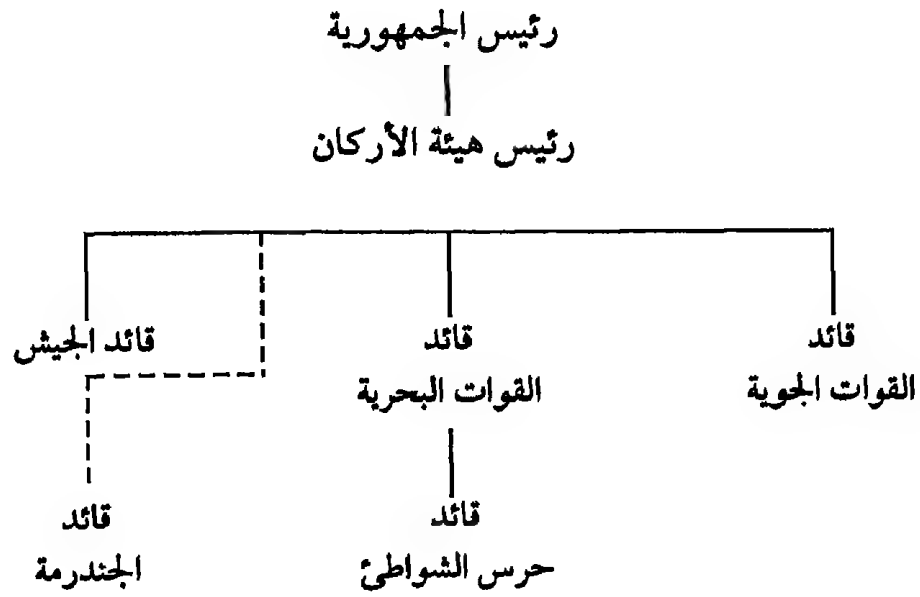 رئيس الجمهورية
رئيس هيئة الأركان
قائد
القوات الجوية
قائد
القوات البحرية
قائد الجيش
قائد
حرس الشواطئ
قائد
الجندرمة